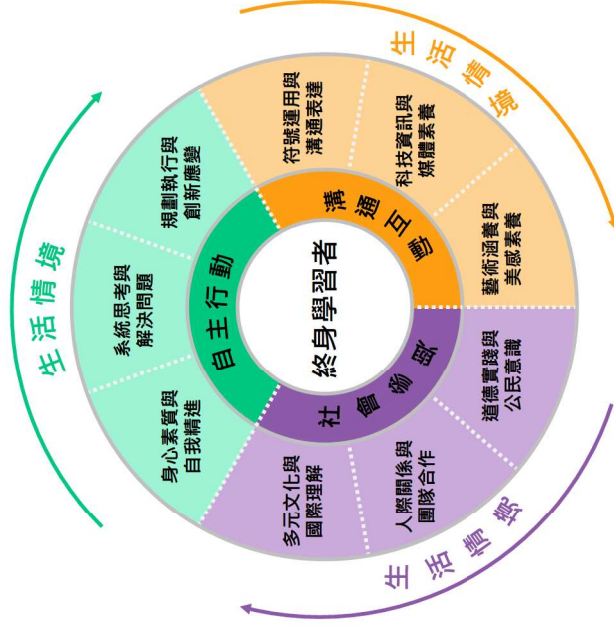 生活情境
身心素質與
自我精進
系統思考與
解決問題
規劃執行與
創新應變
自主行動
生活情境
符號運用與
溝通表達
科技資訊與
媒體素養
藝術涵養與
美感素養
溝通互動
終身學習者
社會參與
多元文化與
國際理解
人際關係與
團隊合作
道德實踐與
公民意識
生活情境